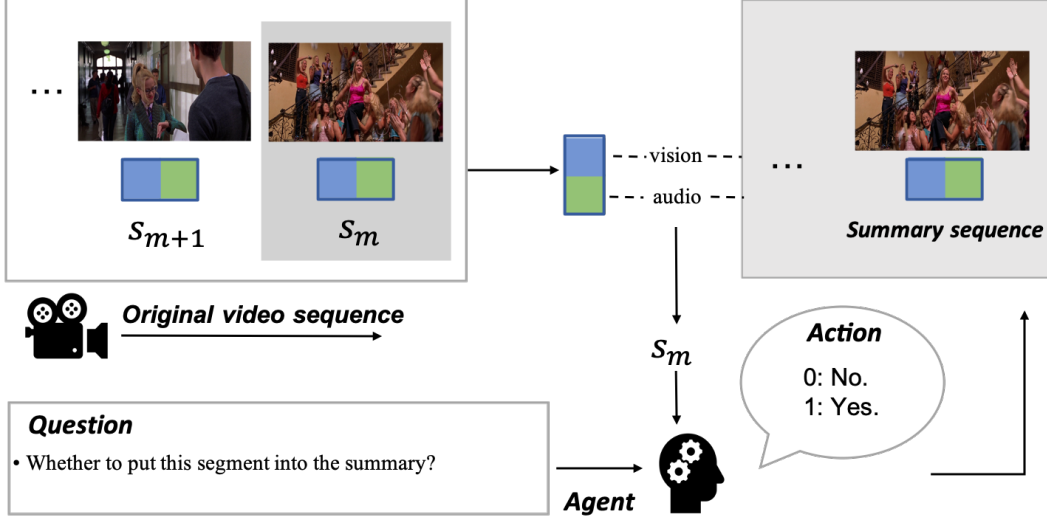 ...
S_{m+1}
S_m
vision
audio
...
Summary sequence
Original video sequence
S_m
Action
0: No.
1: Yes.
Question
• Whether to put this segment into the summary?
Agent